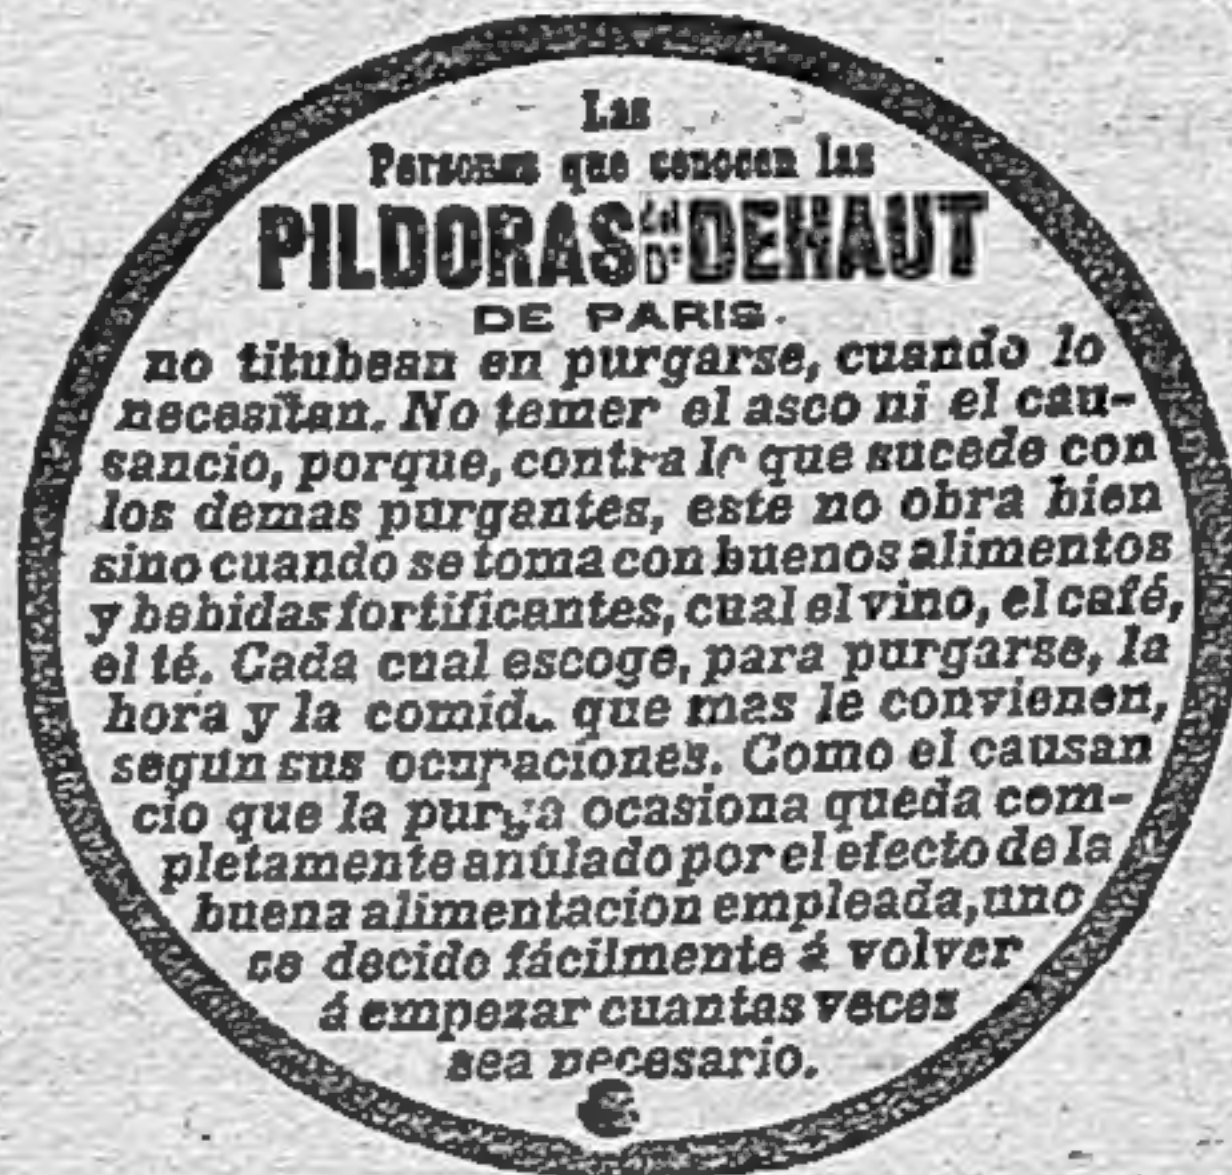 Las
Personas que conocen las
PILDORAS del Dr DEHAUT
DE PARIS.
no titubean en purgarse, cuando lo
necesitan. No temer el asco ni el cau-
sancio, porque, contra lo que sucede con
los demas purgantes, este no obra bien
sino cuando se toma con buenos alimentos
y bebidas fortificantes, cual el vino, el café,
el té. Cada cual escoge, para purgarse, la
hora y la comida que mas le convienen,
según sus ocupaciones. Como el causan
cio que la purga ocasiona queda com-
pletamente anulado por el efecto de la
buena alimentacion empleada, uno
se decide fácilmente á volver
á empezar cuantas veces
sea necesario.